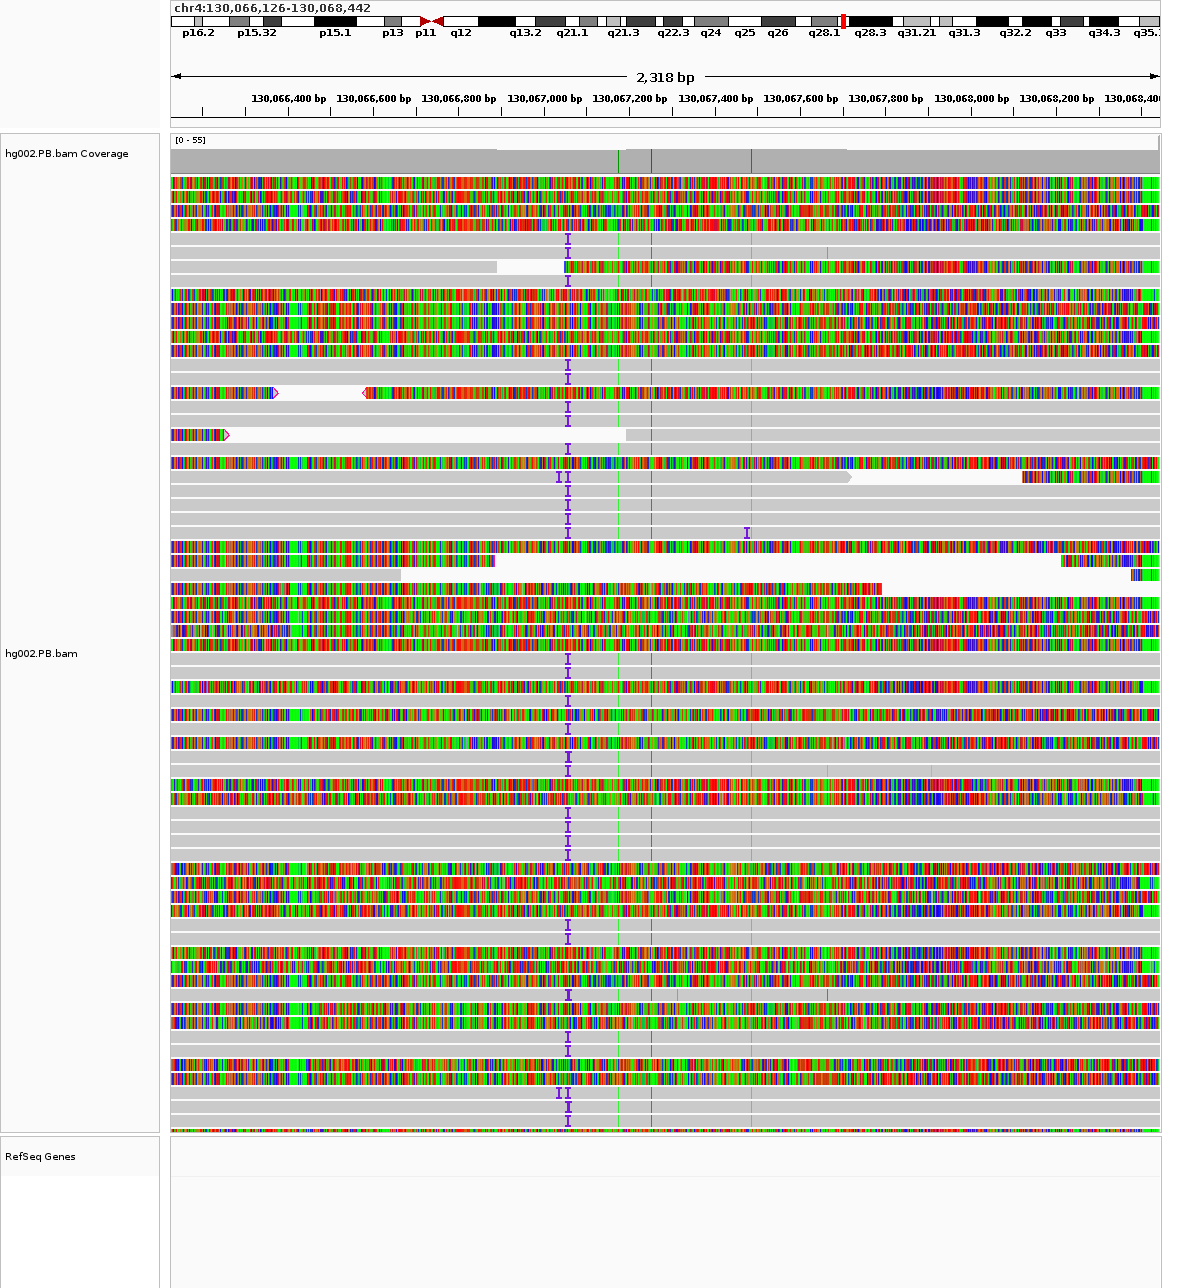 chr4:130,066,126-130,068,442
p16.2 p15.32 p15.1 p13 p11 q12 q13.2 q21.1 q21.3 q22.3 q24 q25 q26 q28.1 q28.3 q31.21 q31.3 q32.2 q33 q34.3 q35.
2,318 bp
130,066,400 bp 130,066,600 bp 130,066,800 bp 130,067,000 bp 130,067,200 bp 130,067,400 bp 130,067,600 bp 130,067,800 bp 130,068,000 bp 130,068,200 bp 130,068,40
[0 - 55]
hg002.PB.bam Coverage
hg002.PB.bam
RefSeq Genes